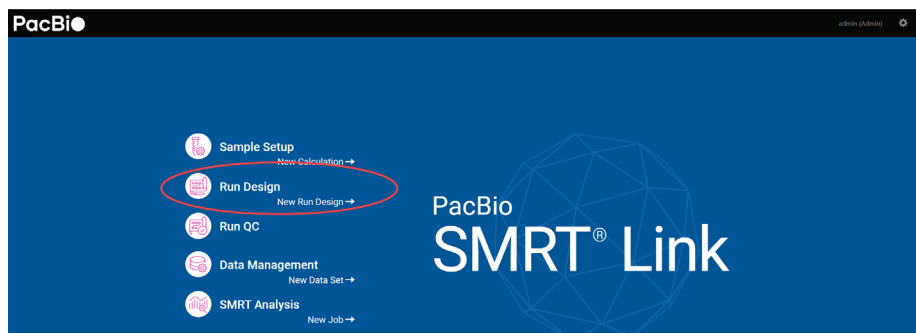 PacBio
admin (Admin)
Sample Setup
New Calculation →
Run Design
New Run Design →
Run QC
Data Management
New Data Set →
SMRT Analysis
New Job →
PacBio
SMRT® Link